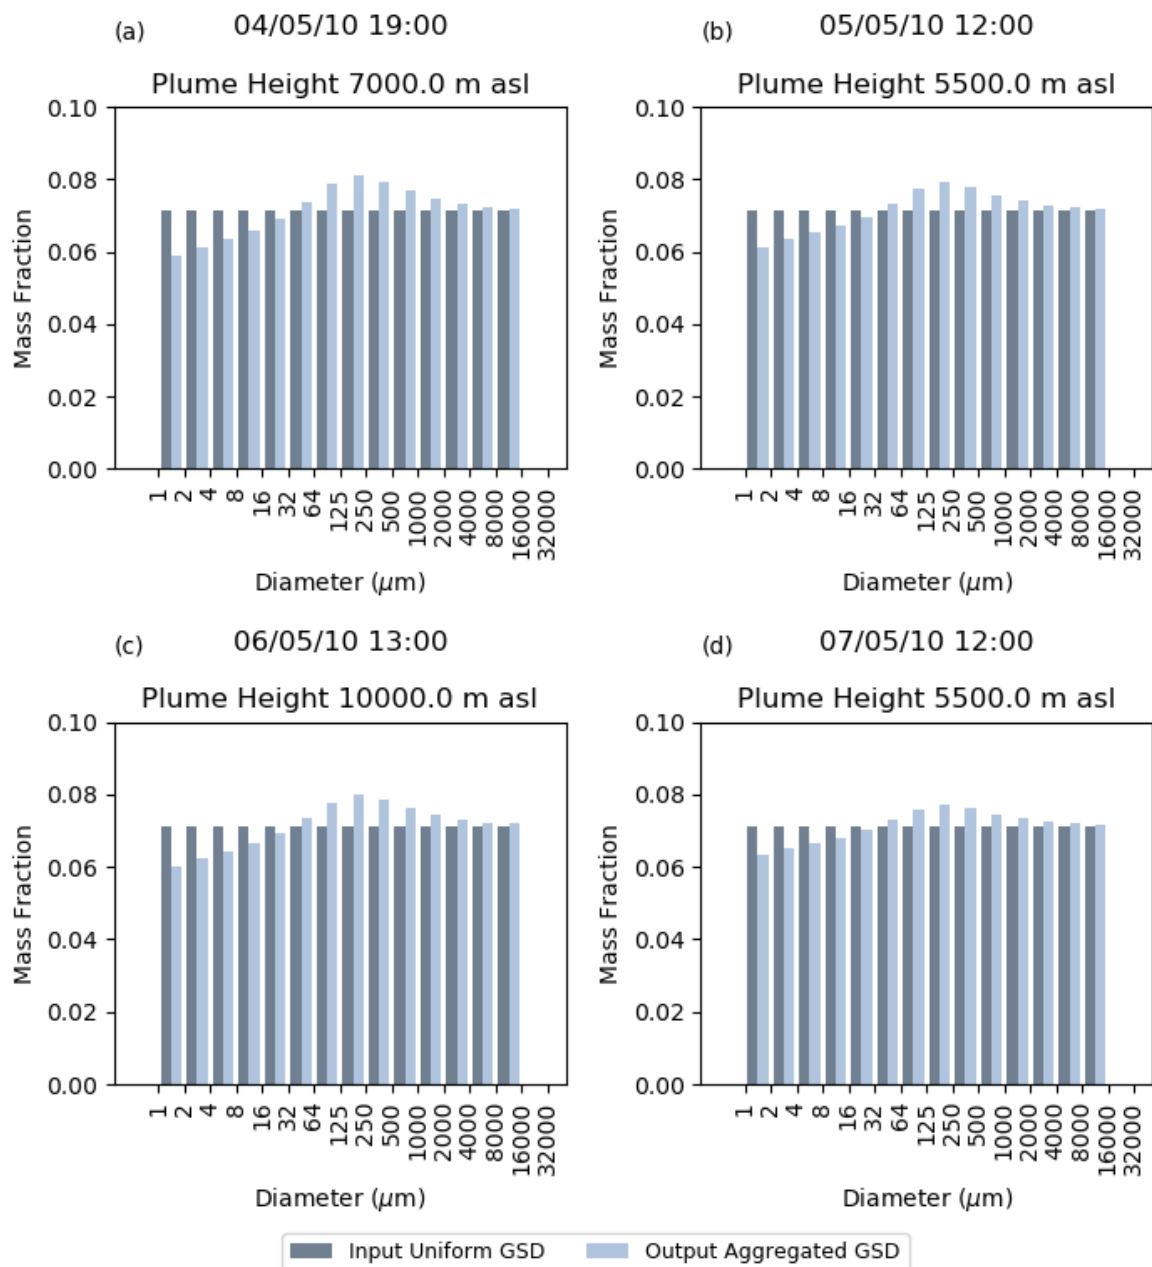 (a) 04/05/10 19:00
Plume Height 7000.0 m asl
0.10
0.08
0.06
0.04
0.02
0.00
Mass Fraction
1 2 4 8 16 32 64 125 250 500 1000 2000 4000 8000 16000 32000
Diameter (μm)
(b) 05/05/10 12:00
Plume Height 5500.0 m asl
0.10
0.08
0.06
0.04
0.02
0.00
Mass Fraction
1 2 4 8 16 32 64 125 250 500 1000 2000 4000 8000 16000 32000
Diameter (μm)
(c) 06/05/10 13:00
Plume Height 10000.0 m asl
0.10
0.08
0.06
0.04
0.02
0.00
Mass Fraction
1 2 4 8 16 32 64 125 250 500 1000 2000 4000 8000 16000 32000
Diameter (μm)
(d) 07/05/10 12:00
Plume Height 5500.0 m asl
0.10
0.08
0.06
0.04
0.02
0.00
Mass Fraction
1 2 4 8 16 32 64 125 250 500 1000 2000 4000 8000 16000 32000
Diameter (μm)
Input Uniform GSD Output Aggregated GSD